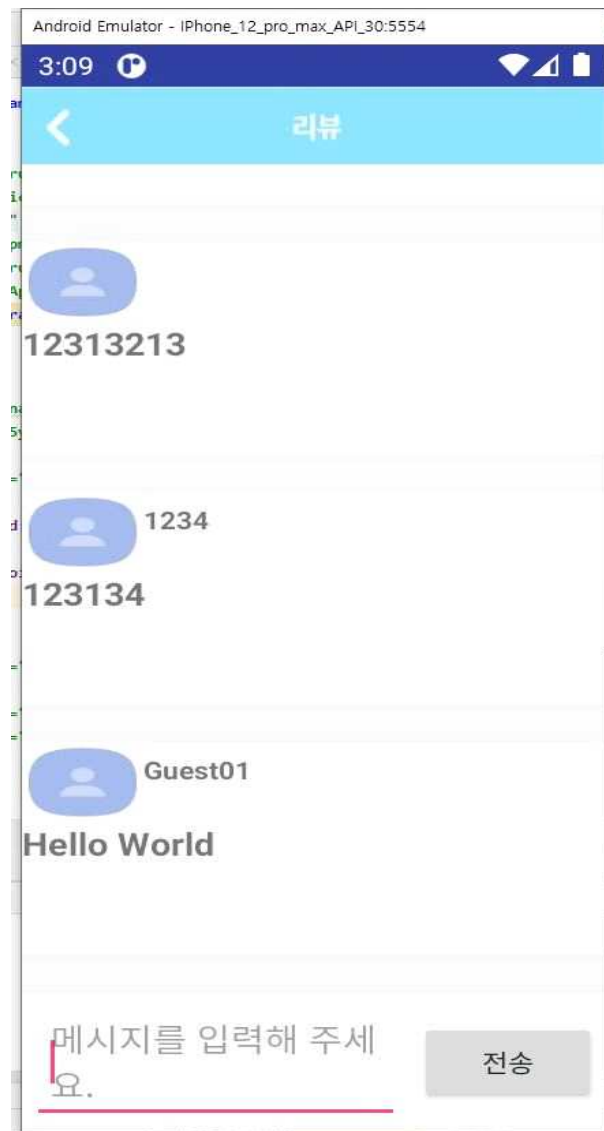 Android Emulator - IPhone_12_pro_max_API_30:5554
3:09
리뷰
12313213
1234
123134
Guest01
Hello World
메시지를 입력해 주세
요.
전송